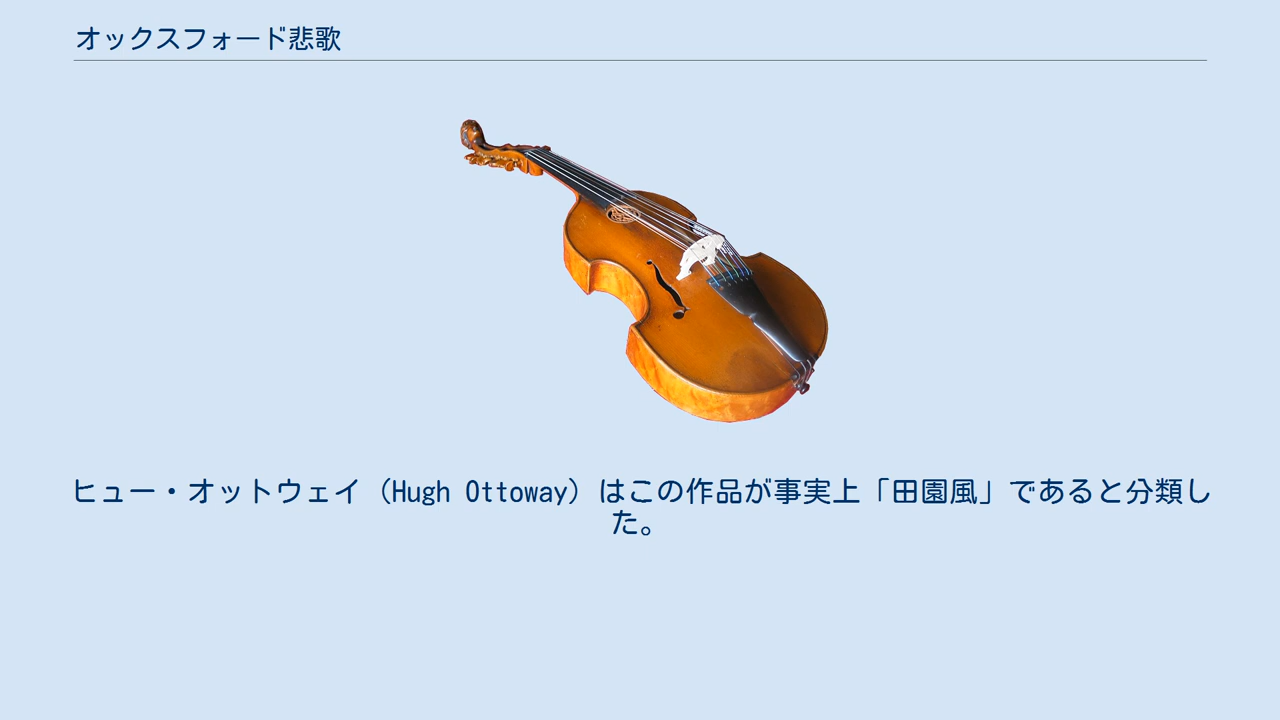 オックスフォード悲歌
ヒュー・オットウェイ（Hugh Ottoway）はこの作品が事実上「田園風」であると分類し
た。